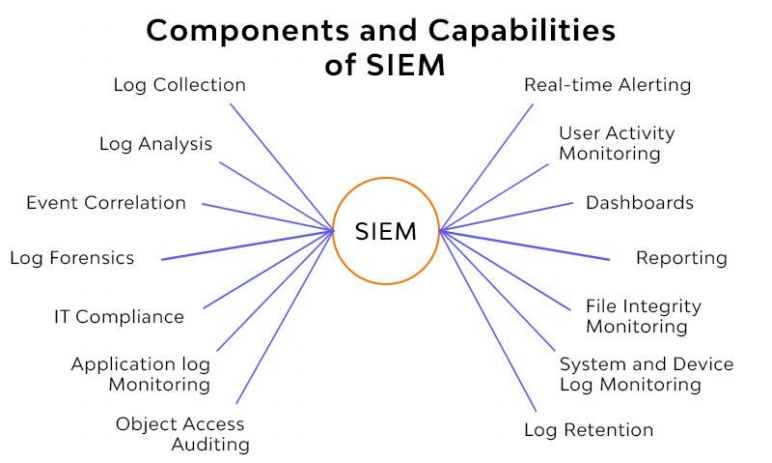 Components and Capabilities
of SIEM
Log Collection
Log Analysis
Event Correlation
Log Forensics
IT Compliance
Application log
Monitoring
Object Access
Auditing
SIEM
Real-time Alerting
User Activity
Monitoring
Dashboards
Reporting
File Integrity
Monitoring
System and Device
Log Monitoring
Log Retention